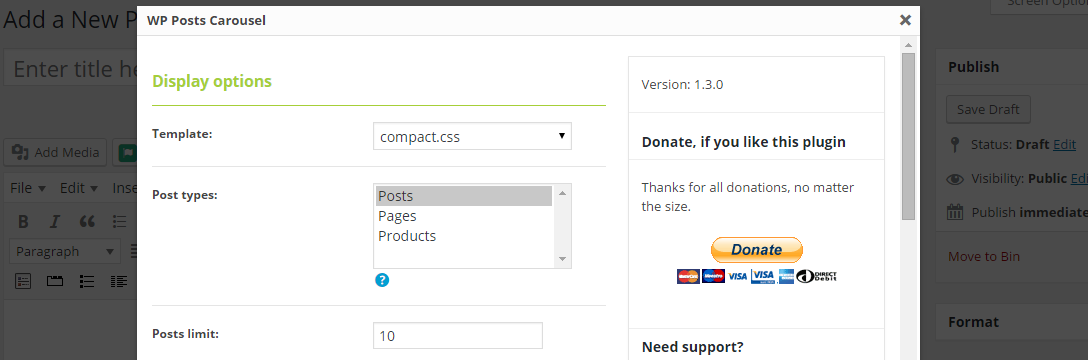 Add a New P
Screen Optio
WP Posts Carousel
Enter title he
Display options
Template:
compact.css
Post types:
Posts
Pages
Products
?
Posts limit:
10
Version: 1.3.0
Donate, if you like this plugin
Thanks for all donations, no matter
the size.
Donate
VISA VISA DIRECT
Debit
Need support?
Add Media
File Edit Inse
B I
Paragraph
Publish
Save Draft
Status: Draft Edit
Visibility: Public Edi
Publish immediate
Move to Bin
Format